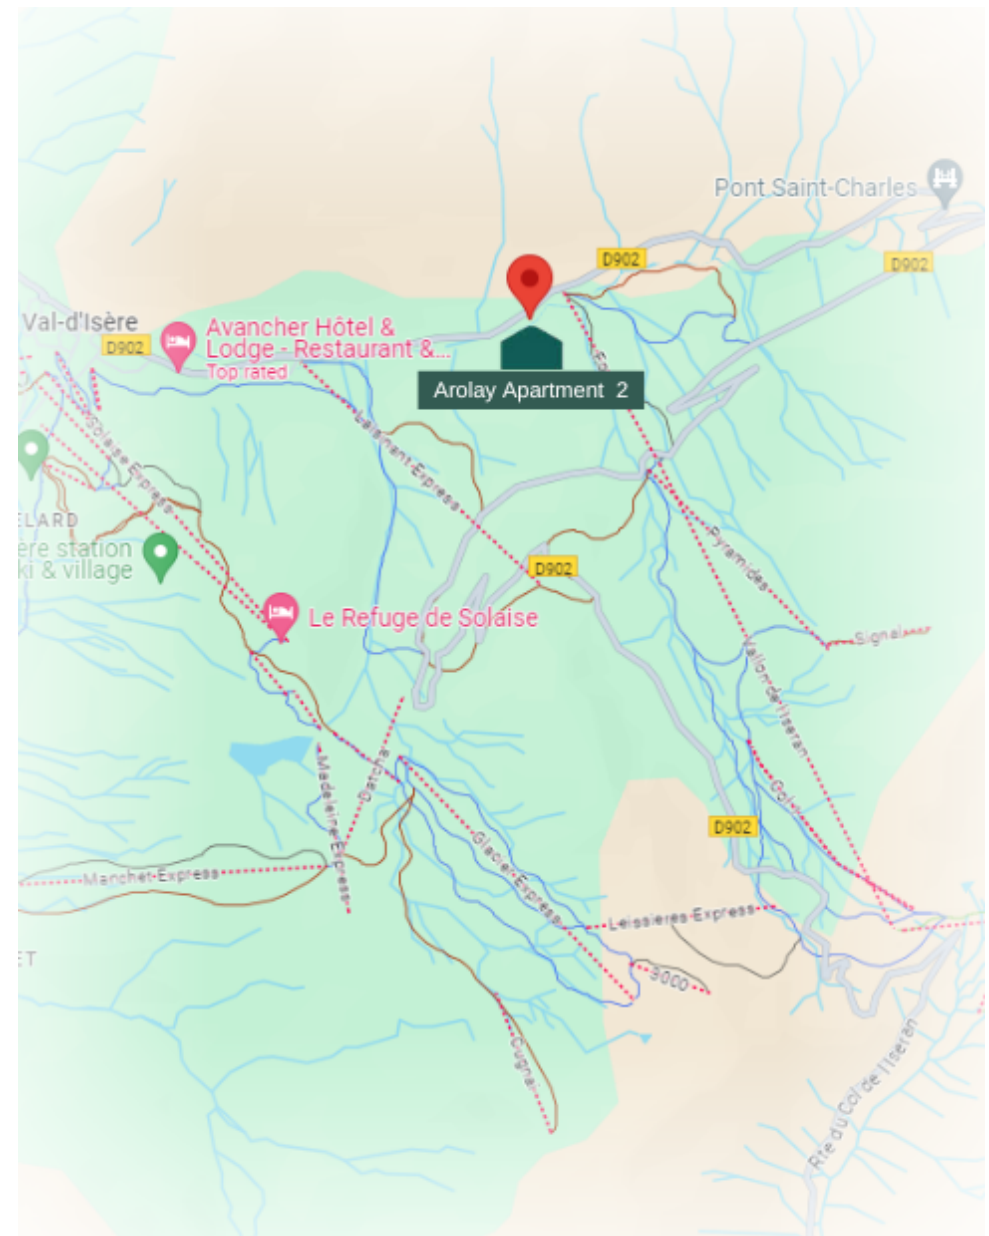 Pont Saint-Charles
D902
D902
Val-d'Isère
D902
Avancher Hôtel &
Lodge - Restaurant &...
Top rated
Arolay Apartment 2
Solaise Express
Laisinant Express
ELARD
ère station
ki & village
D902
Pyramides
Le Refuge de Solaise
Signal
Vallon de l'Iseran
Datcha
Madeleine Express
D902
Glacier Express
Manchet Express
Leissières Express
ET
3000
Cugnai
Rte du Col de l'Iseran